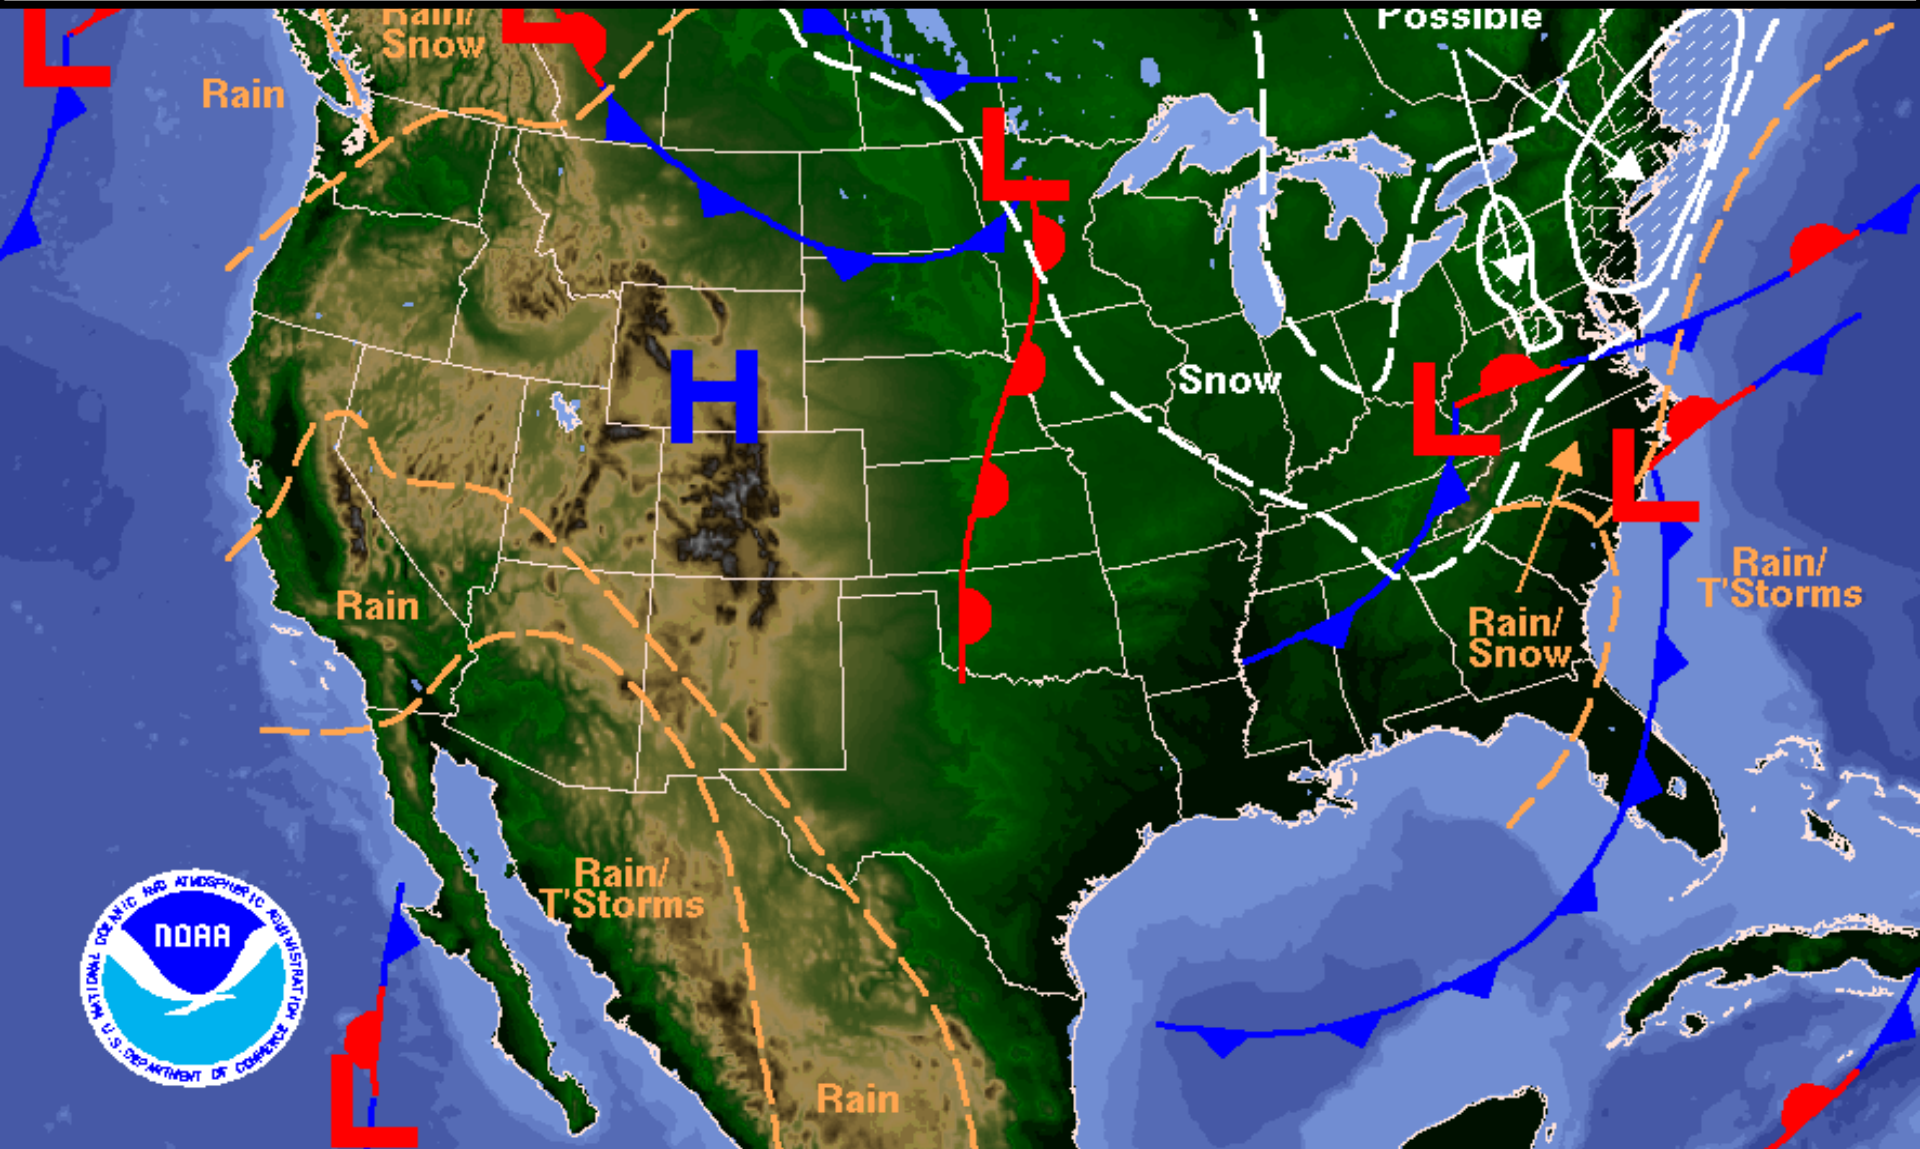 Rain/
Snow
Possible
Rain
L
L
L
H
Snow
L
L
Rain/
T'Storms
Rain
Rain/
Snow
Rain/
T'Storms
NATIONAL OCEANIC AND ATMOSPHERIC ADMINISTRATION
NOAA
U.S. DEPARTMENT OF COMMERCE
L
Rain